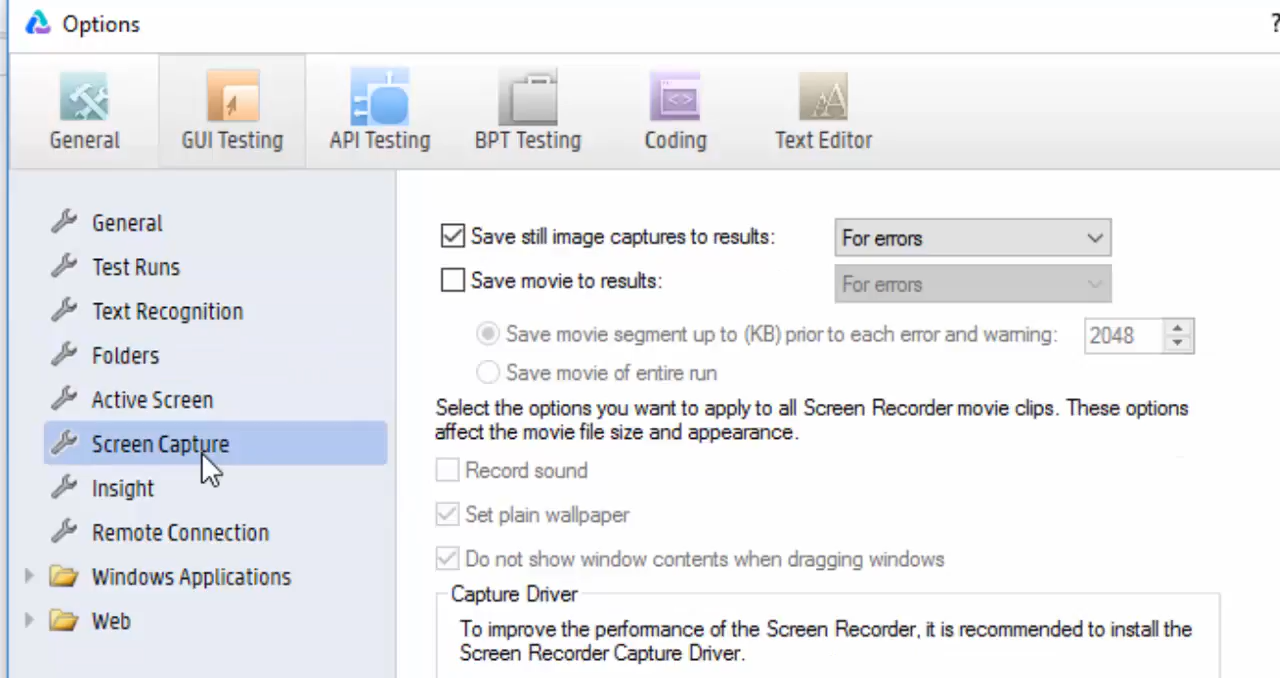 Options
?
General
GUI Testing
API Testing
BPT Testing
Coding
Text Editor
General
Test Runs
Text Recognition
Folders
Active Screen
Screen Capture
Insight
Remote Connection
Windows Applications
Web
Save still image captures to results: For errors
Save movie to results: For errors
Save movie segment up to (KB) prior to each error and warning: 2048
Save movie of entire run
Select the options you want to apply to all Screen Recorder movie clips. These options
affect the movie file size and appearance.
Record sound
Set plain wallpaper
Do not show window contents when dragging windows
Capture Driver
To improve the performance of the Screen Recorder, it is recommended to install the
Screen Recorder Capture Driver.